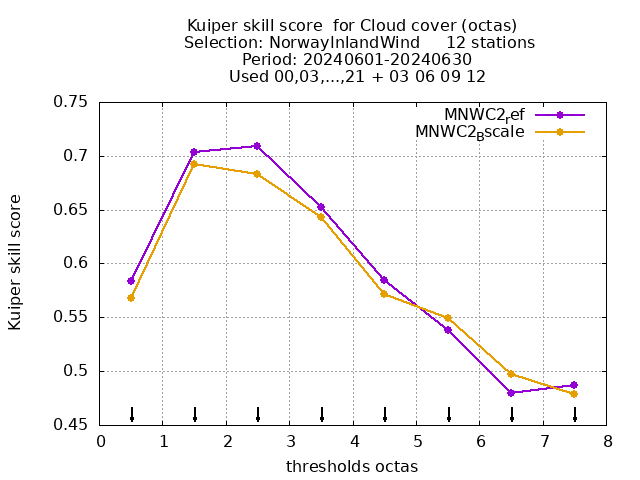 Kuiper skill score  for Cloud cover (octas)
Selection: NorwayInlandWind     12 stations
Period: 20240601-20240630
Used 00,03,...,21 + 03 06 09 12
MNWC2ref
MNWC2Bscale
0.75
0.7
0.65
0.6
0.55
0.5
0.45
Kuiper skill score
0 1 2 3 4 5 6 7 8
thresholds octas